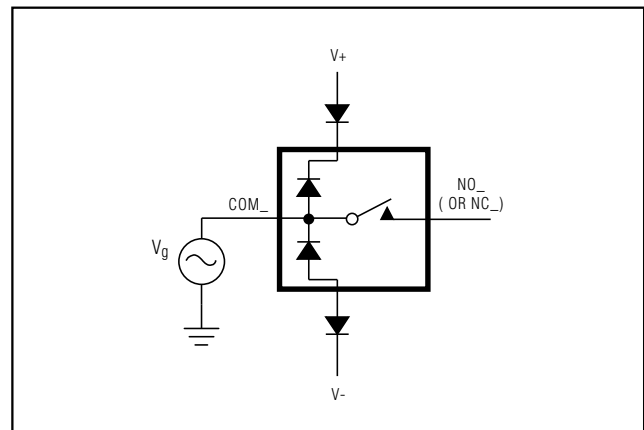 V+
NO_
( OR NC_)
COM_
Vg
V-